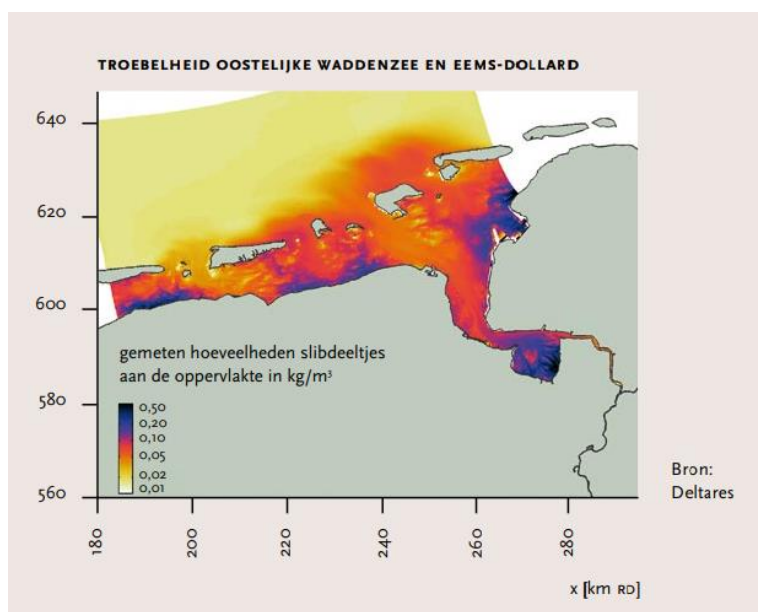 TROEBELHEID OOSTELIJKE WADDENZEE EN EEMS-DOLLARD
640
620
600
580
560
gemeten hoeveelheden slibdeeltjes
aan de oppervlakte in kg/m³
0,50
0,20
0,10
0,05
0,02
0,01
Bron:
Deltares
180
200
220
240
260
280
x [km RD]